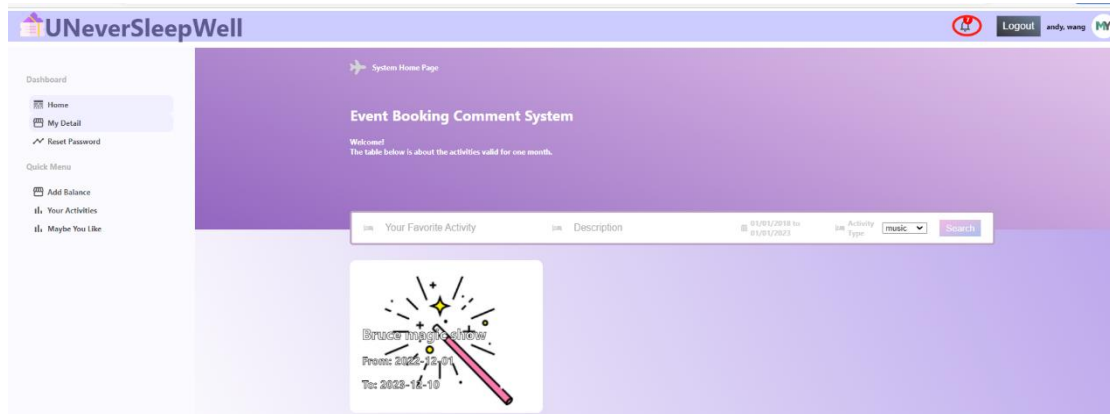 UNeverSleepWell
Logout
andy, wang
MY
Dashboard
Home
My Detail
Reset Password
Quick Menu
Add Balance
Your Activities
Maybe You Like
System Home Page
Event Booking Comment System
Welcome!
The table below is about the activities valid for one month.
Your Favorite Activity
Description
01/01/2018 to
01/01/2023
Activity
Type
music
Search
Bruce magic show
From: 2022-12-01
To: 2023-12-10